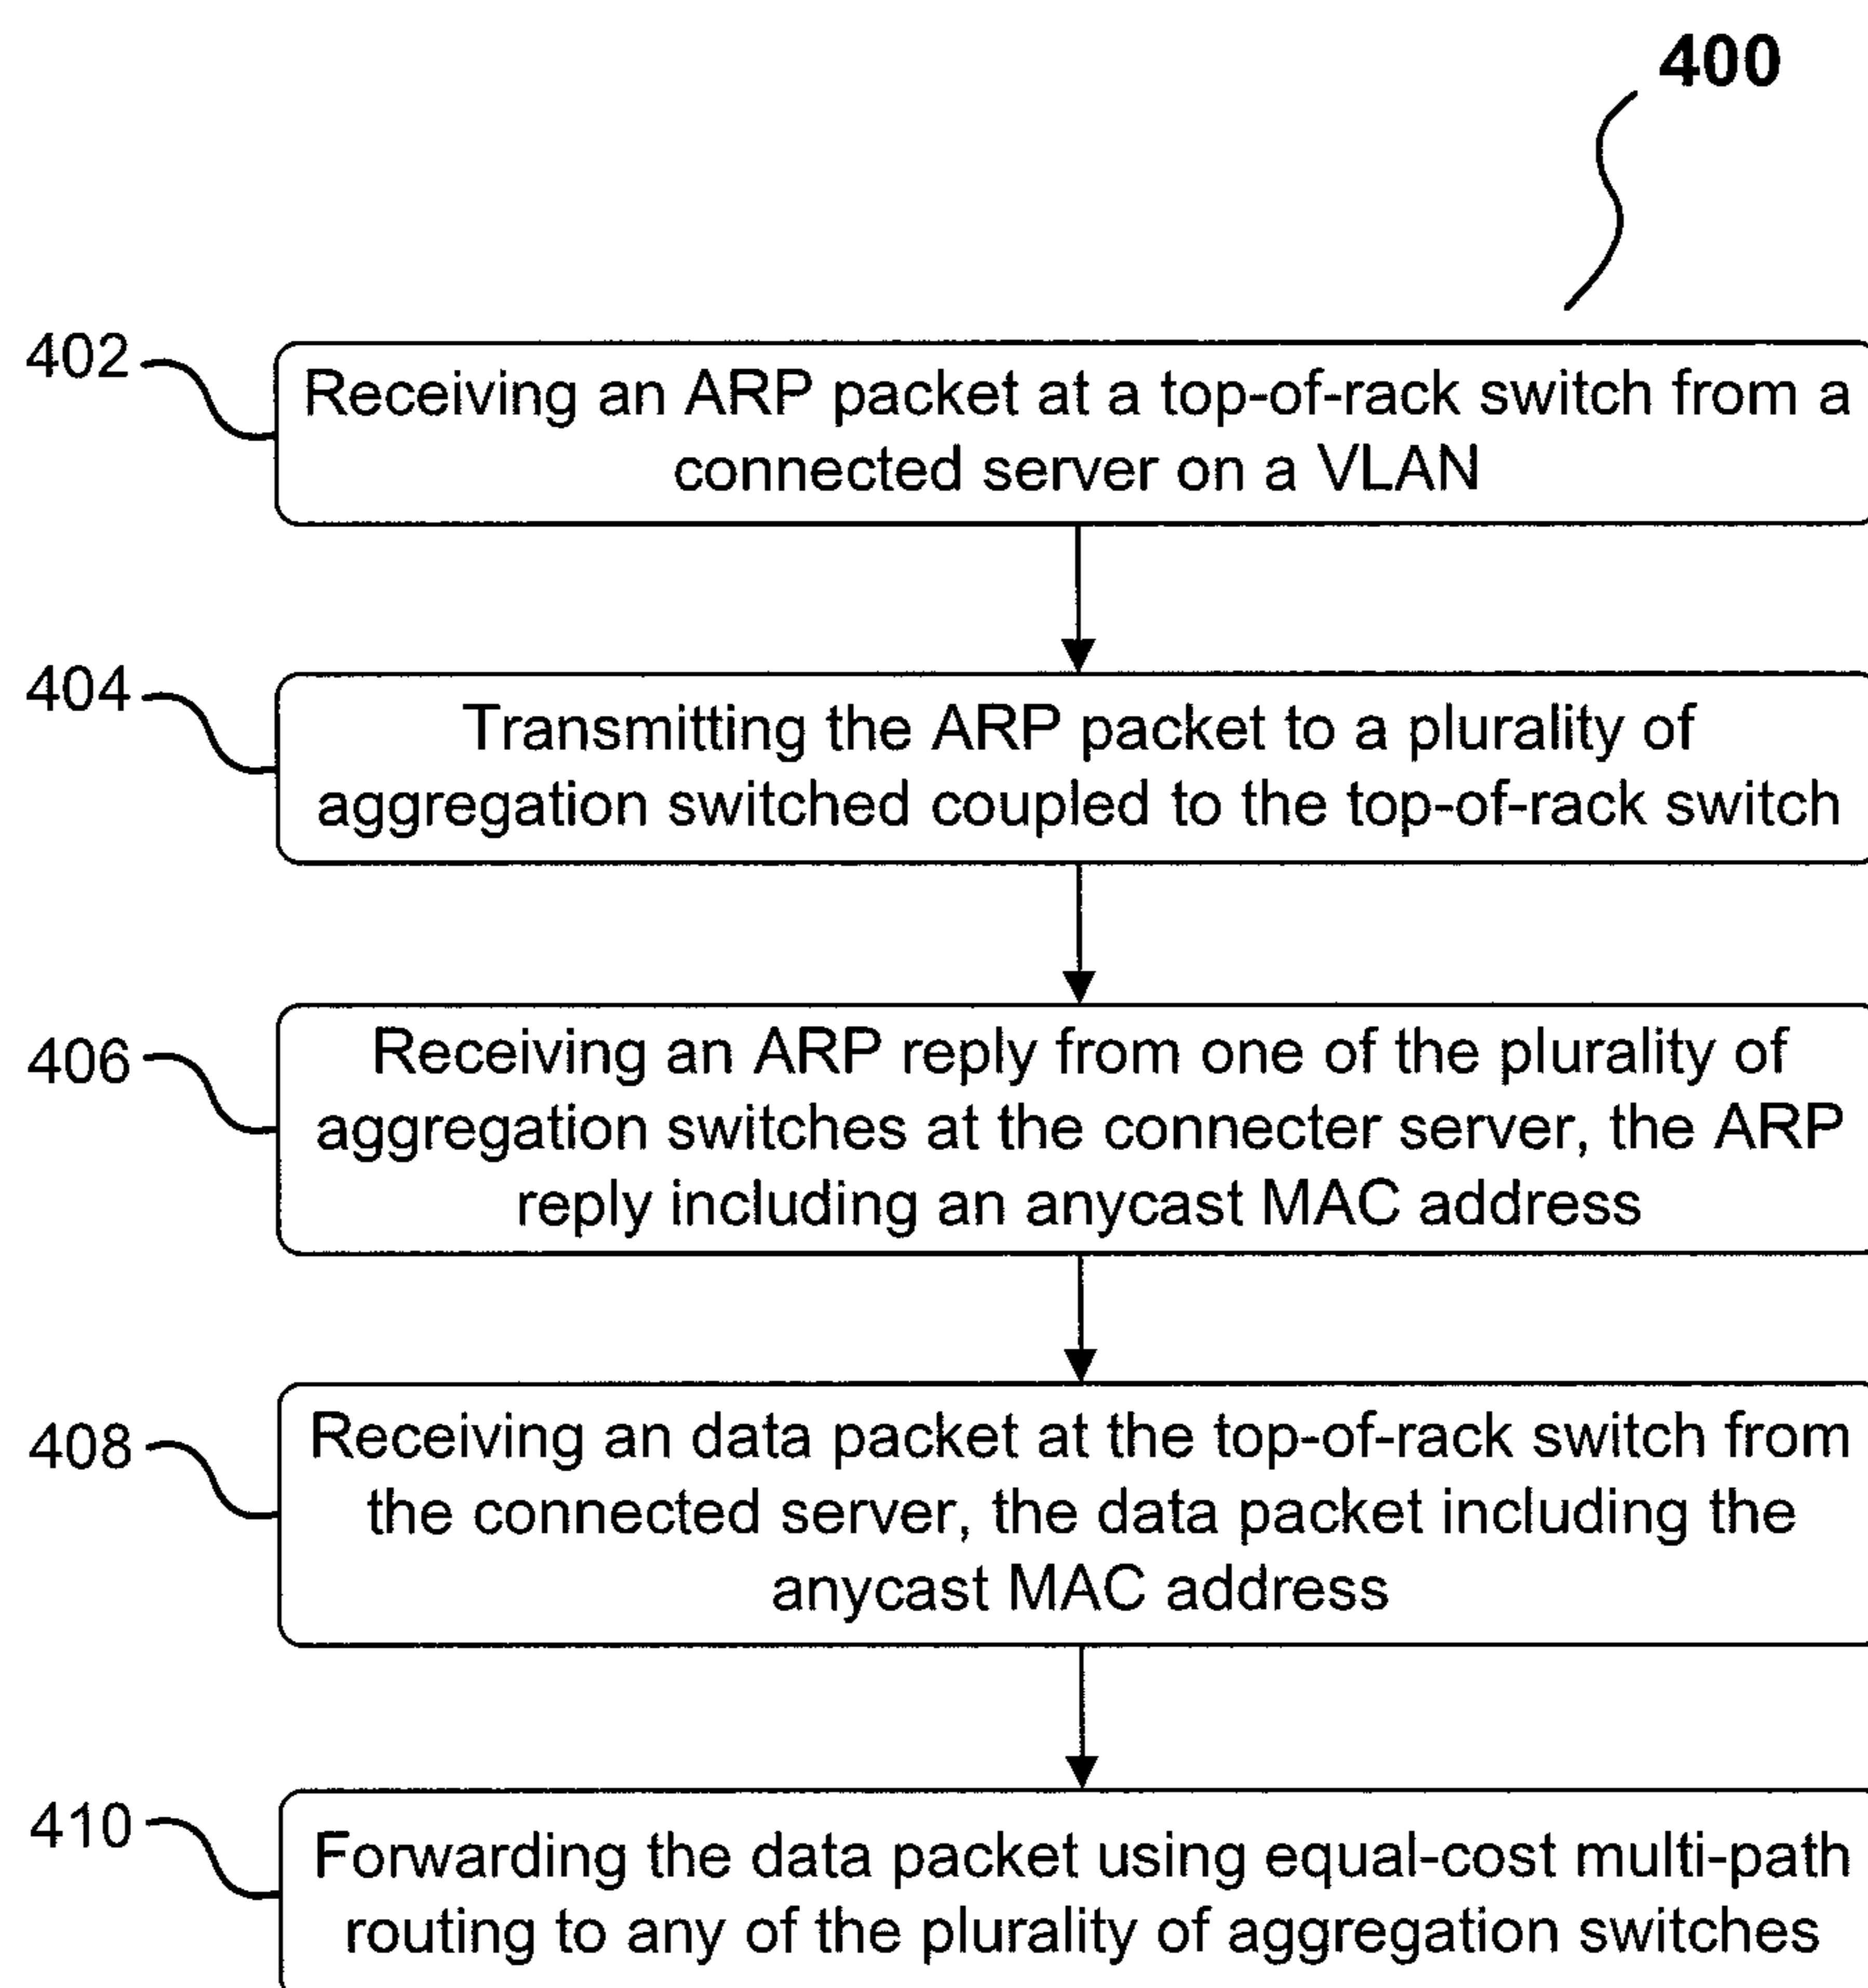 400
402
Receiving an ARP packet at a top-of-rack switch from a
connected server on a VLAN
404
Transmitting the ARP packet to a plurality of
aggregation switched coupled to the top-of-rack switch
406
Receiving an ARP reply from one of the plurality of
aggregation switches at the connecter server, the ARP
reply including an anycast MAC address
408
Receiving an data packet at the top-of-rack switch from
the connected server, the data packet including the
anycast MAC address
410
Forwarding the data packet using equal-cost multi-path
routing to any of the plurality of aggregation switches